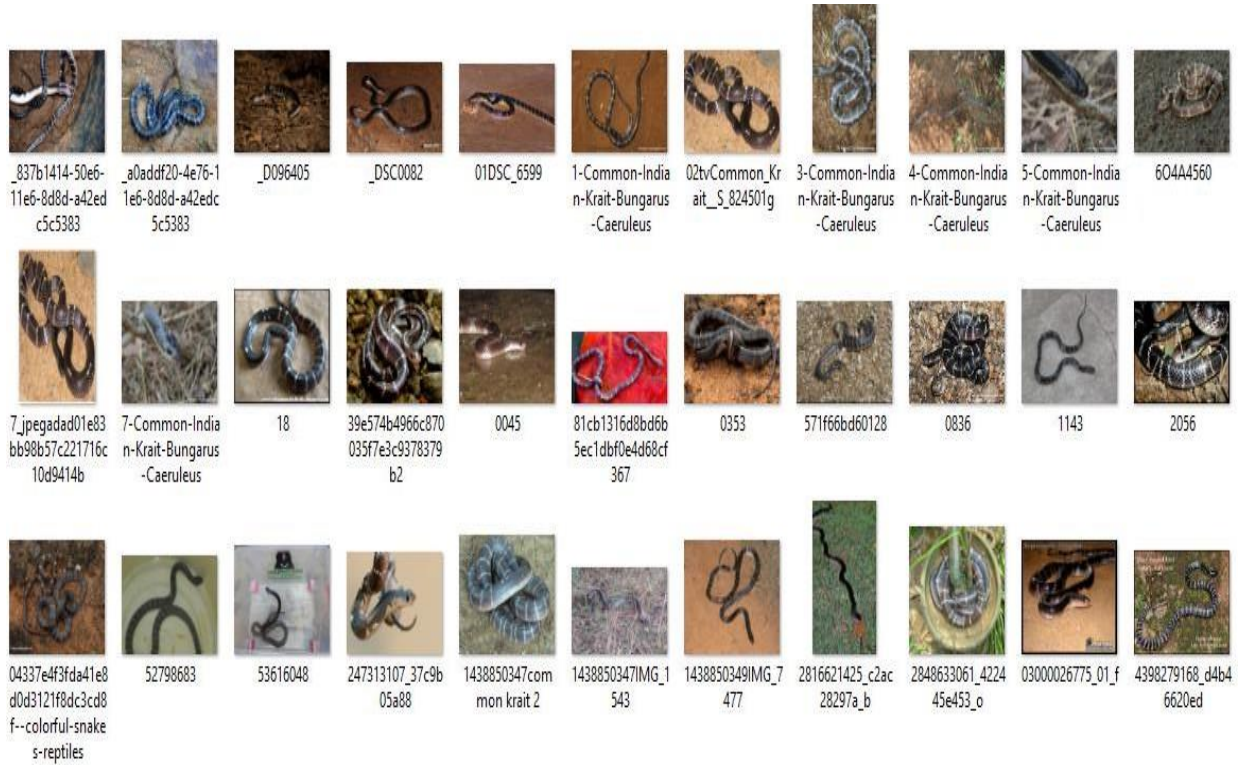 _837b1414-50e6-
11e6-8d8d-a42ed
c5c5383
_a0addf20-4e76-1
1e6-8d8d-a42edc
5c5383
_D096405
_DSC0082
01DSC_6599
1-Common-India
n-Krait-Bungarus
-Caeruleus
02tvCommon_Kr
ait__S_824501g
3-Common-India
n-Krait-Bungarus
-Caeruleus
4-Common-India
n-Krait-Bungarus
-Caeruleus
5-Common-India
n-Krait-Bungarus
-Caeruleus
6O4A4560
7_jpegadad01e83
bb98b57c221716c
10d9414b
7-Common-India
n-Krait-Bungarus
-Caeruleus
18
39e574b4966c870
035f7e3c9378379
b2
0045
81cb1316d8bd6b
5ec1dbf0e4d68cf
367
0353
571f66bd60128
0836
1143
2056
04337e4f3fda41e8
d0d3121f8dc3cd8
f--colorful-snake
s-reptiles
52798683
53616048
247313107_37c9b
05a88
1438850347com
mon krait 2
1438850347IMG_1
543
1438850349IMG_7
477
2816621425_c2ac
28297a_b
2848633061_4224
45e453_o
03000026775_01_f
4398279168_d4b4
6620ed